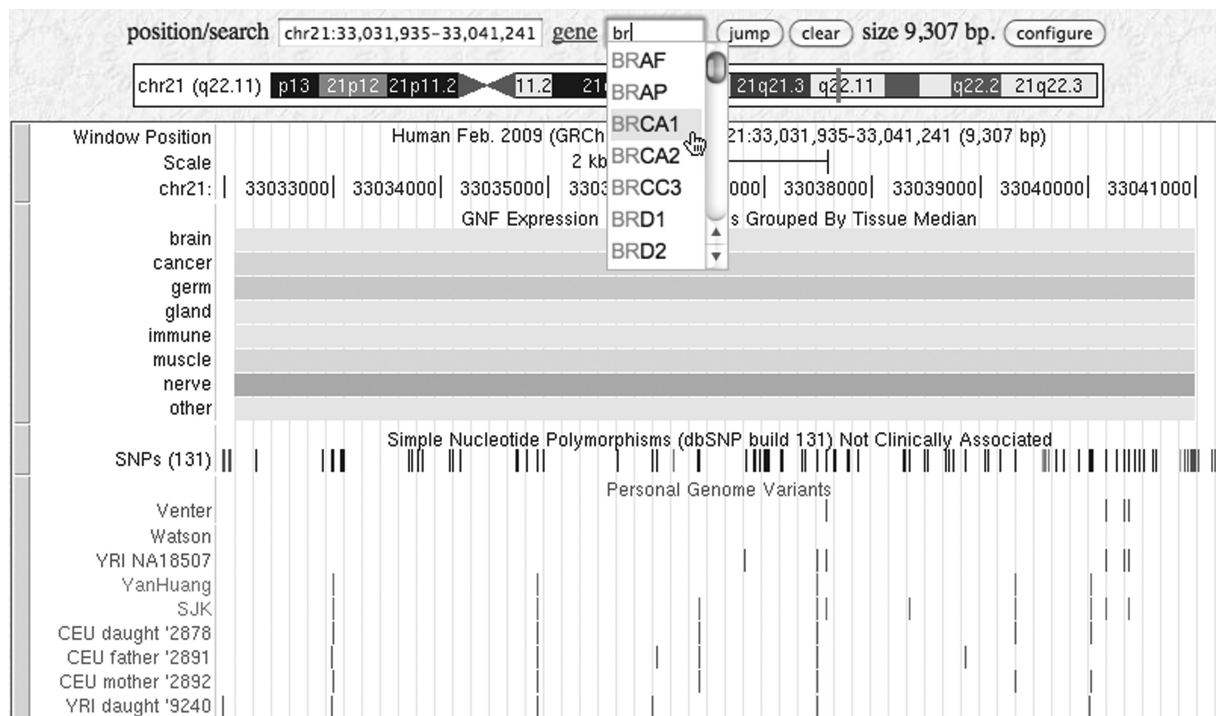 position/search chr21:33,031,935-33,041,241 gene br jump clear size 9,307 bp. configure
BRAF
chr21 (q22.11) p13 21p12 21p11.2 11.2 21 21q21.3 q22.11 q22.2 21q22.3
BRAP
BRCA1
Window Position Human Feb. 2009 (GRCh 21:33,031,935-33,041,241 (9,307 bp)
BRCA2
Scale 2 kb
chr21: 33033000 33034000 33035000 3303 000 33038000 33039000 33040000 33041000
BRCC3
BRD1
GNF Expression s Grouped By Tissue Median
brain
BRD2
cancer
germ
gland
immune
muscle
nerve
other
Simple Nucleotide Polymorphisms (dbSNP build 131) Not Clinically Associated
SNPs (131)
Personal Genome Variants
Venter
Watson
YRI NA18507
YanHuang
SJK
CEU daught '2878
CEU father '2891
CEU mother '2892
YRI daught '9240